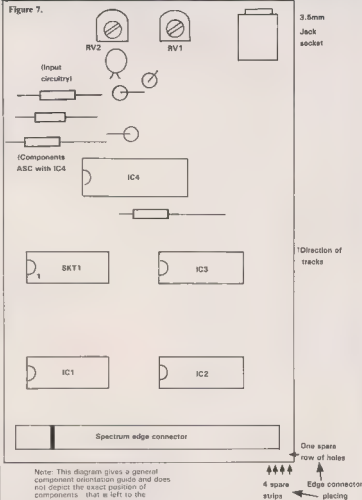 Figure 7.
RV2
RV1
3.5mm
Jack
socket
(Input
circuitry)
(Components
ASC with IC4
IC4
↑Direction of
tracks
1
SKT1
IC3
IC1
IC2
Spectrum edge connector
One spare
row of holes
4 spare
strips
Edge connector
placing
Note: This diagram gives a general
component orientation guide and does
not depict the exact position of
components that is left to the